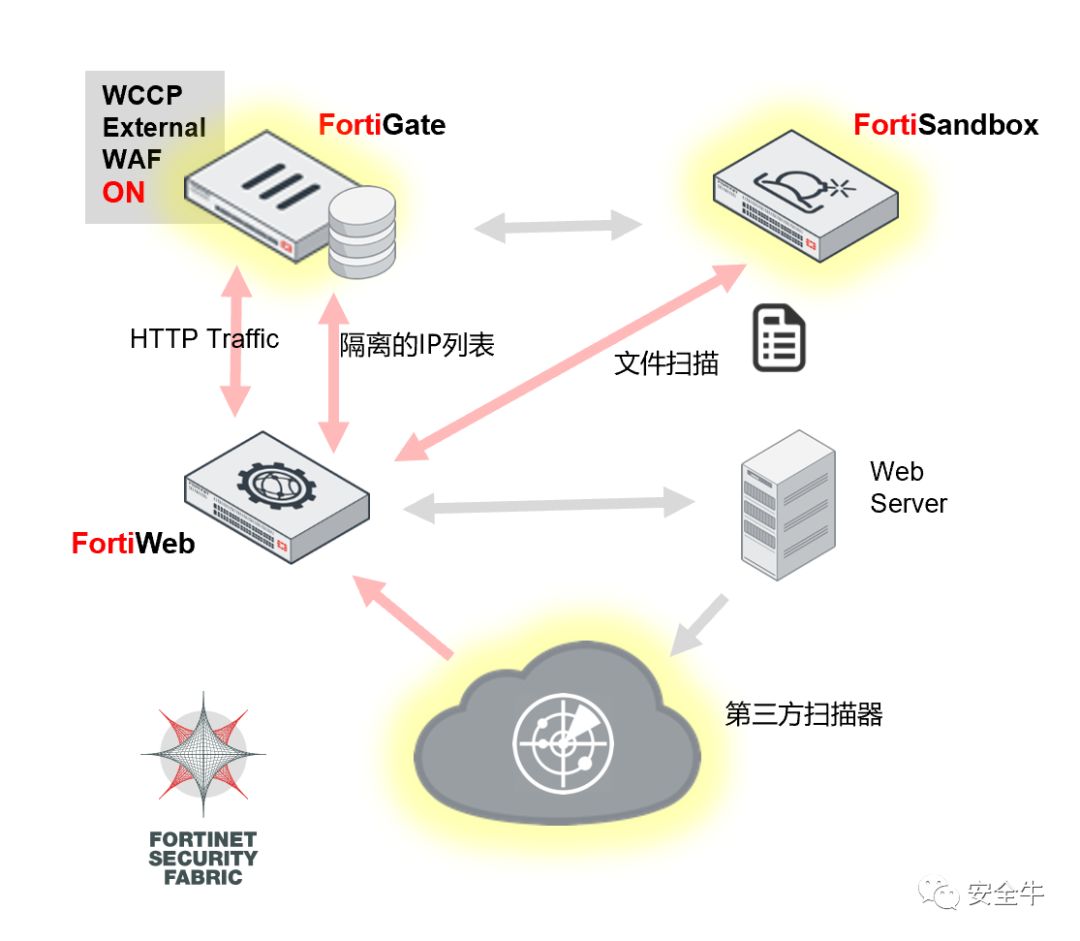 WCCP
External
WAF
ON
FortiGate
FortiSandbox
HTTP Traffic
隔离的IP列表
文件扫描
Web
Server
FortiWeb
第三方扫描器
FORTINET
SECURITY
FABRIC
安全牛